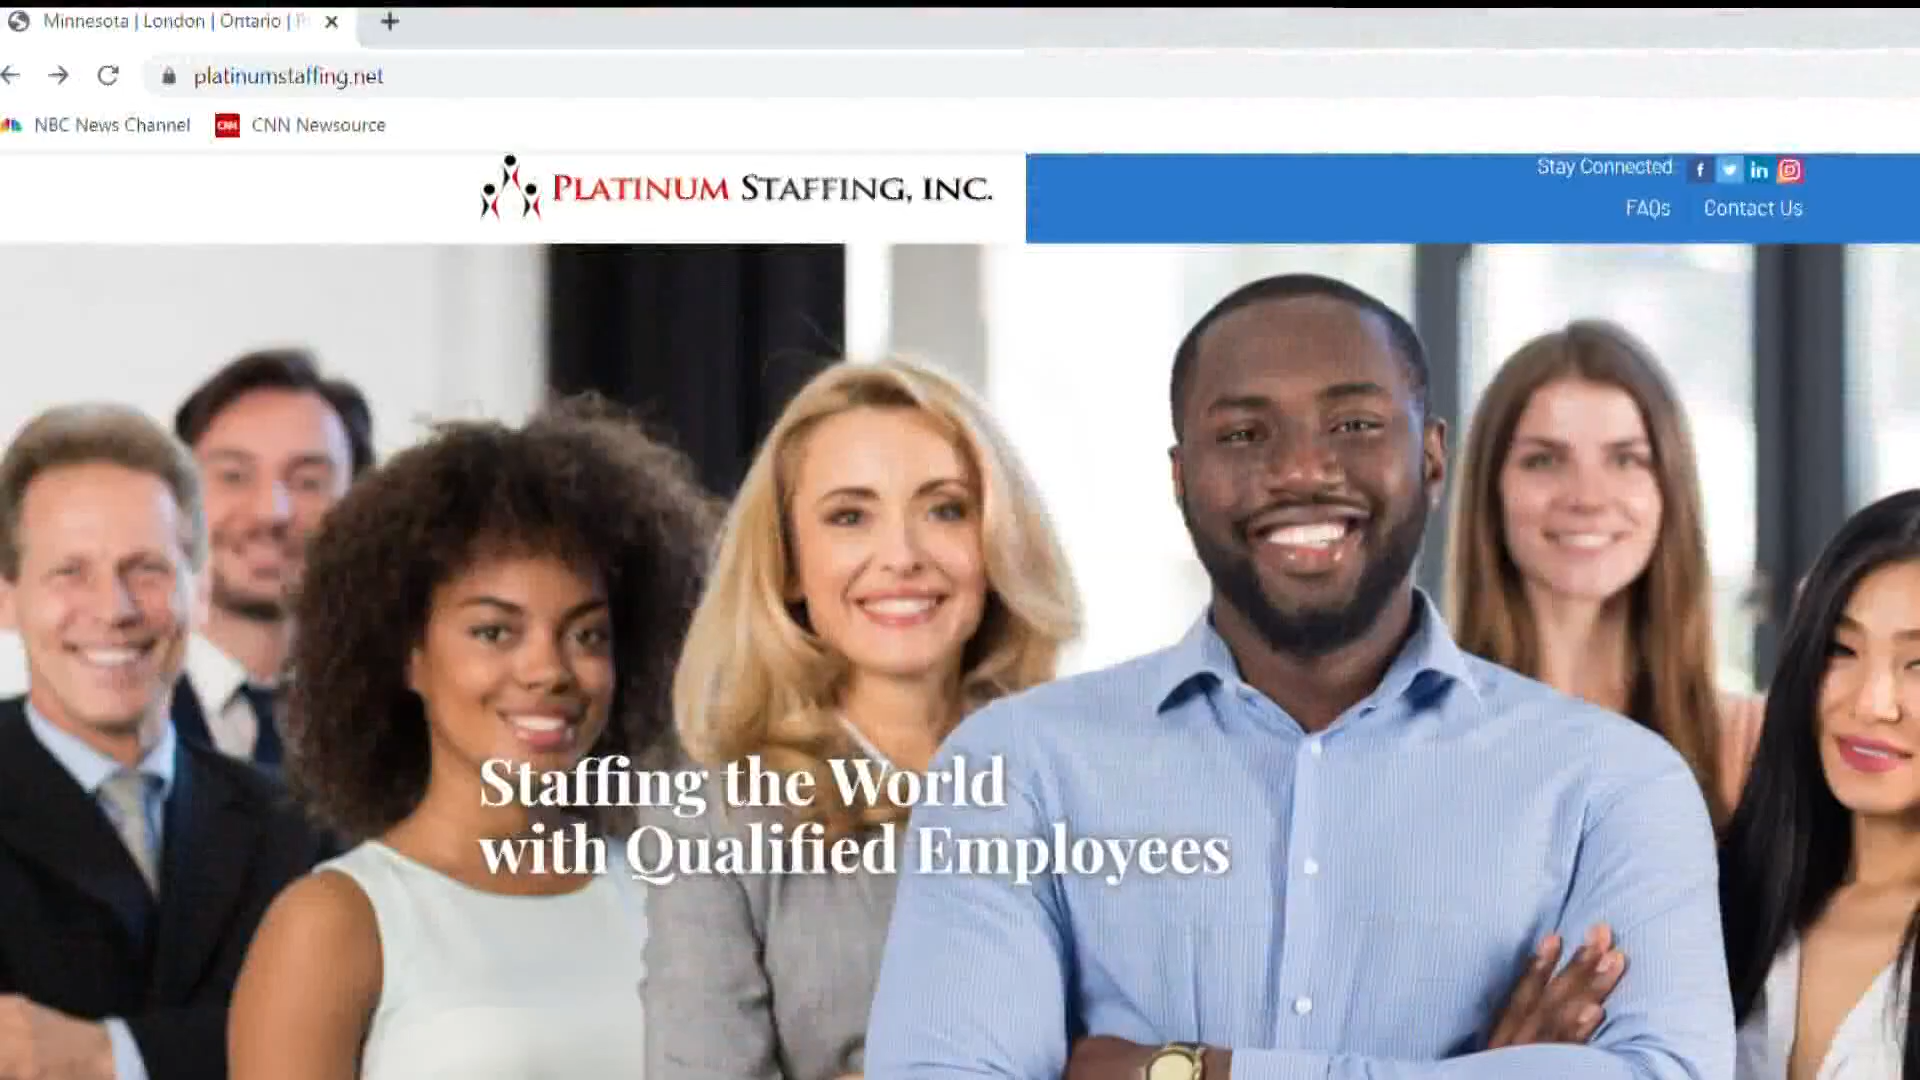 Minnesota | London | Ontario |
platinumstaffing.net
NBC News Channel
CNN CNN Newsource
PLATINUM STAFFING, INC.
Stay Connected
FAQs Contact Us
Staffing the World
with Qualified Employees